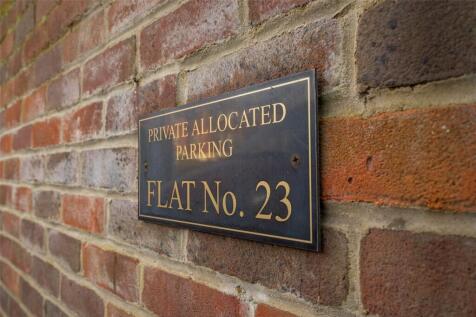 PRIVATE ALLOCATED
PARKING
FLAT No. 23